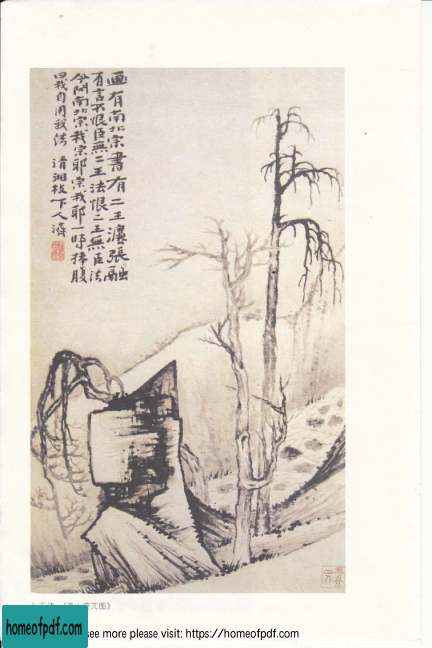 画有南北宗書有二王灋張融
有言不恨臣無二王法恨二王無臣法
今問南北宗我宗耶宗我耶一時捧腹
曰我自用我法 清湘枝下人濟
homeofpdf.com
see more please visit: https://homeofpdf.com